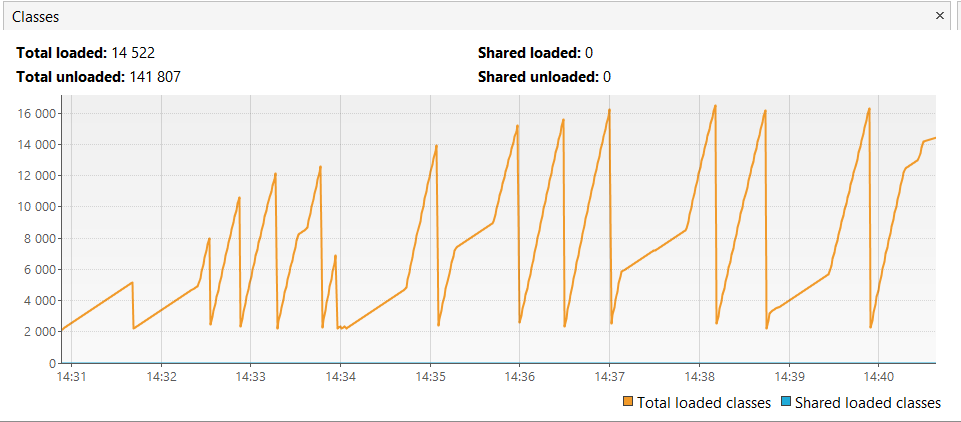 Classes ×
Total loaded: 14 522 Shared loaded: 0
Total unloaded: 141 807 Shared unloaded: 0
16 000
14 000
12 000
10 000
8 000
6 000
4 000
2 000
0
14:31 14:32 14:33 14:34 14:35 14:36 14:37 14:38 14:39 14:40
Total loaded classes Shared loaded classes